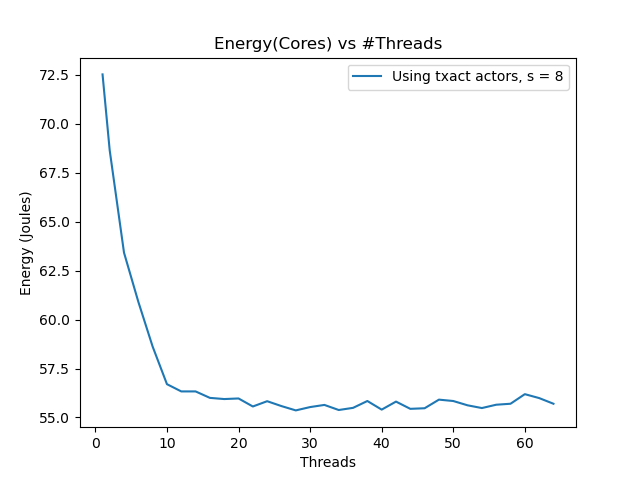 Energy(Cores) vs #Threads
Using txact actors, s = 8
72.5
70.0
67.5
65.0
62.5
60.0
57.5
55.0
Energy (Joules)
0 10 20 30 40 50 60
Threads